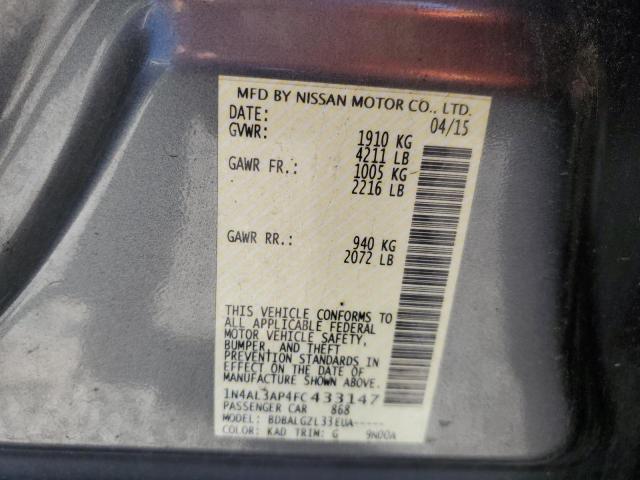 MFD BY NISSAN MOTOR CO., LTD.
DATE: 04/15
GVWR: 1910 KG
4211 LB
GAWR FR.: 1005 KG
2216 LB
GAWR RR.: 940 KG
2072 LB
THIS VEHICLE CONFORMS TO
ALL APPLICABLE FEDERAL
MOTOR VEHICLE SAFETY,
BUMPER, AND THEFT
PREVENTION STANDARDS IN
EFFECT ON THE DATE OF
MANUFACTURE SHOWN ABOVE.
1N4AL3AP4FC433147
PASSENGER CAR 868
MODEL: BDBALGZL33EUA-----
COLOR: KAD TRIM: G 9N00A